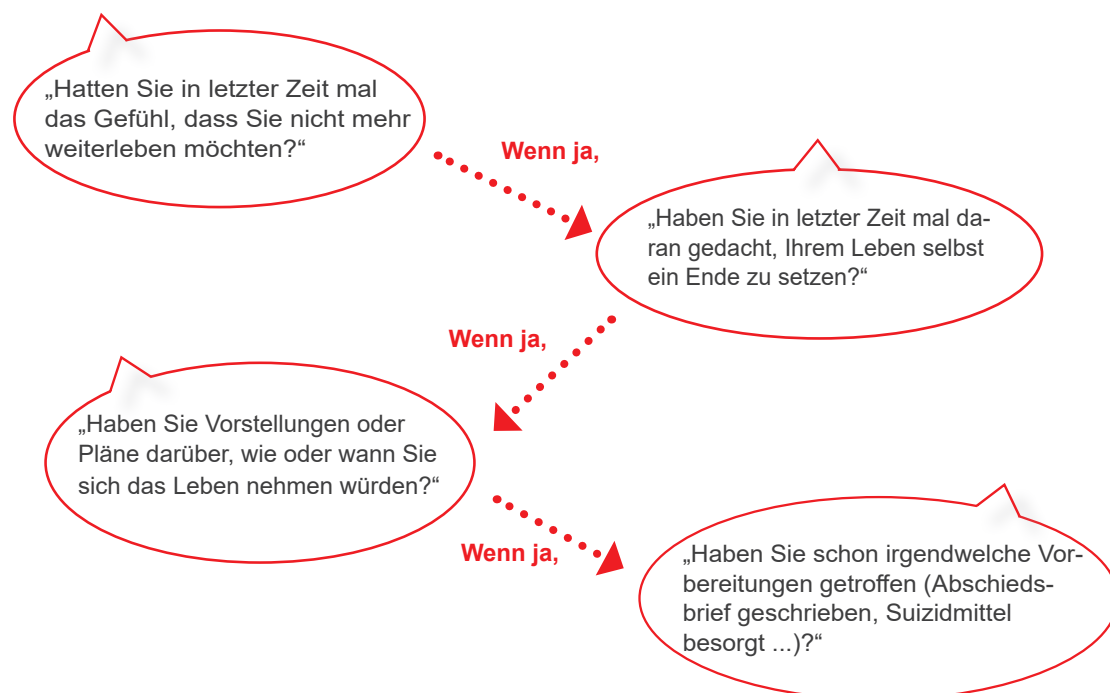 „Hatten Sie in letzter Zeit mal
das Gefühl, dass Sie nicht mehr
weiterleben möchten?“
Wenn ja,
„Haben Sie in letzter Zeit mal da-
ran gedacht, Ihrem Leben selbst
ein Ende zu setzen?“
Wenn ja,
„Haben Sie Vorstellungen oder
Pläne darüber, wie oder wann Sie
sich das Leben nehmen würden?“
Wenn ja,
„Haben Sie schon irgendwelche Vor-
bereitungen getroffen (Abschieds-
brief geschrieben, Suizidmittel
besorgt ...)?“